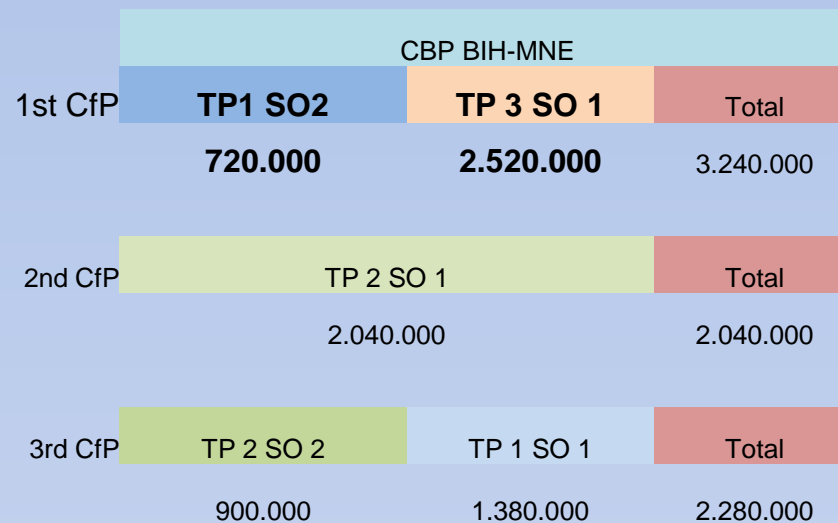 CBP BIH-MNE
1st CfP TP1 SO2 TP 3 SO 1 Total
720.000 2.520.000 3.240.000
2nd CfP TP 2 SO 1 Total
2.040.000 2.040.000
3rd CfP TP 2 SO 2 TP 1 SO 1 Total
900.000 1.380.000 2.280.000